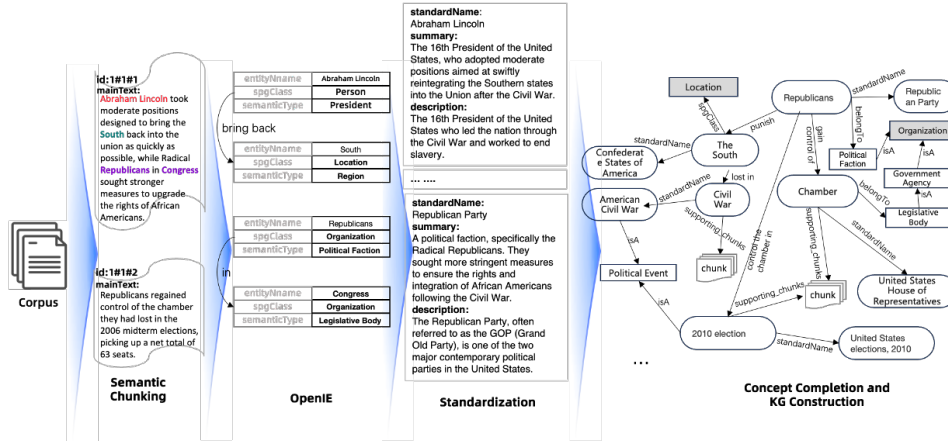 Corpus
id:1#1#1
mainText:
Abraham Lincoln took
moderate positions
designed to bring the
South back into the
union as quickly as
possible, while Radical
Republicans in Congress
sought stronger
measures to upgrade
the rights of African
Americans.
id:1#1#2
mainText:
Republicans regained
control of the chamber
they had lost in the
2006 midterm elections,
picking up a net total of
63 seats.
Semantic
Chunking
entityNname Abraham Lincoln
spgClass Person
semanticType President
bring back
entityNname South
spgClass Location
semanticType Region
entityNname Republicans
spgClass Organization
semanticType Political Faction
in
entityNname Congress
spgClass Organization
semanticType Legislative Body
OpenIE
standardName:
Abraham Lincoln
summary:
The 16th President of the United
States, who adopted moderate
positions aimed at swiftly
reintegrating the Southern states
into the Union after the Civil War.
description:
The 16th President of the United
States who led the nation through
the Civil War and worked to end
slavery.
... ....
standardName:
Republican Party
summary:
A political faction, specifically the
Radical Republicans. They
sought more stringent measures
to ensure the rights and
integration of African Americans
following the Civil War.
description:
The Republican Party, often
referred to as the GOP (Grand
Old Party), is one of the two
major contemporary political
parties in the United States.
Standardization
Location
Republicans
standardName
Republic
an Party
spgClass
punish
gain
control of
belongTo
Organization
isA
Confederat
e States of
America
standardName
The
South
Political
Faction
Government
Agency
isA
lost in
Chamber
belongTo
Legislative
Body
American
Civil War
standardName
Civil
War
supporting_chunks
chunk
control the
chamber in
supporting_chunks
standardName
isA
Political Event
supporting_chunks
chunk
United States
House of
Representatives
isA
2010 election
standardName
United States
elections, 2010
...
Concept Completion and
KG Construction